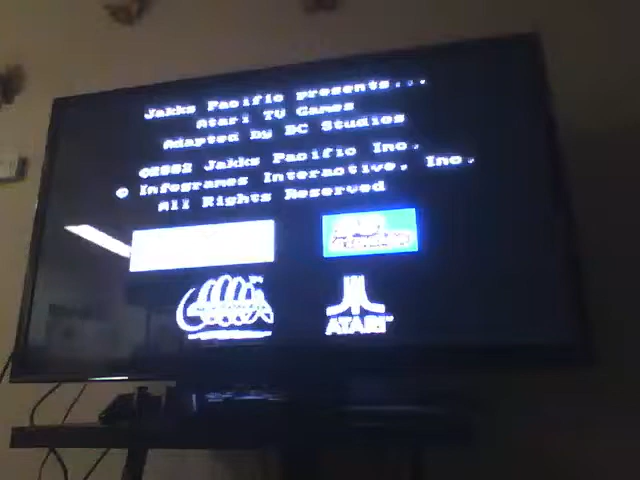 Jakks Pacific presents...
Atari TV Games
Adapted by BC Studios
©2002 Jakks Pacific Inc.
© Infogrames Interactive, Inc.
All Rights Reserved
ATARI™